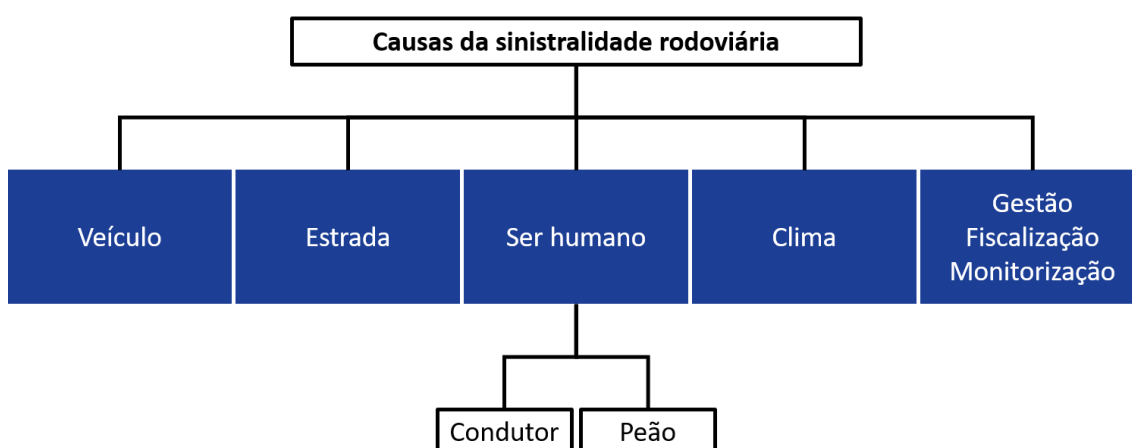 Causas da sinistralidade rodoviária
Veículo
Estrada
Ser humano
Clima
Gestão
Fiscalização
Monitorização
Condutor
Peão